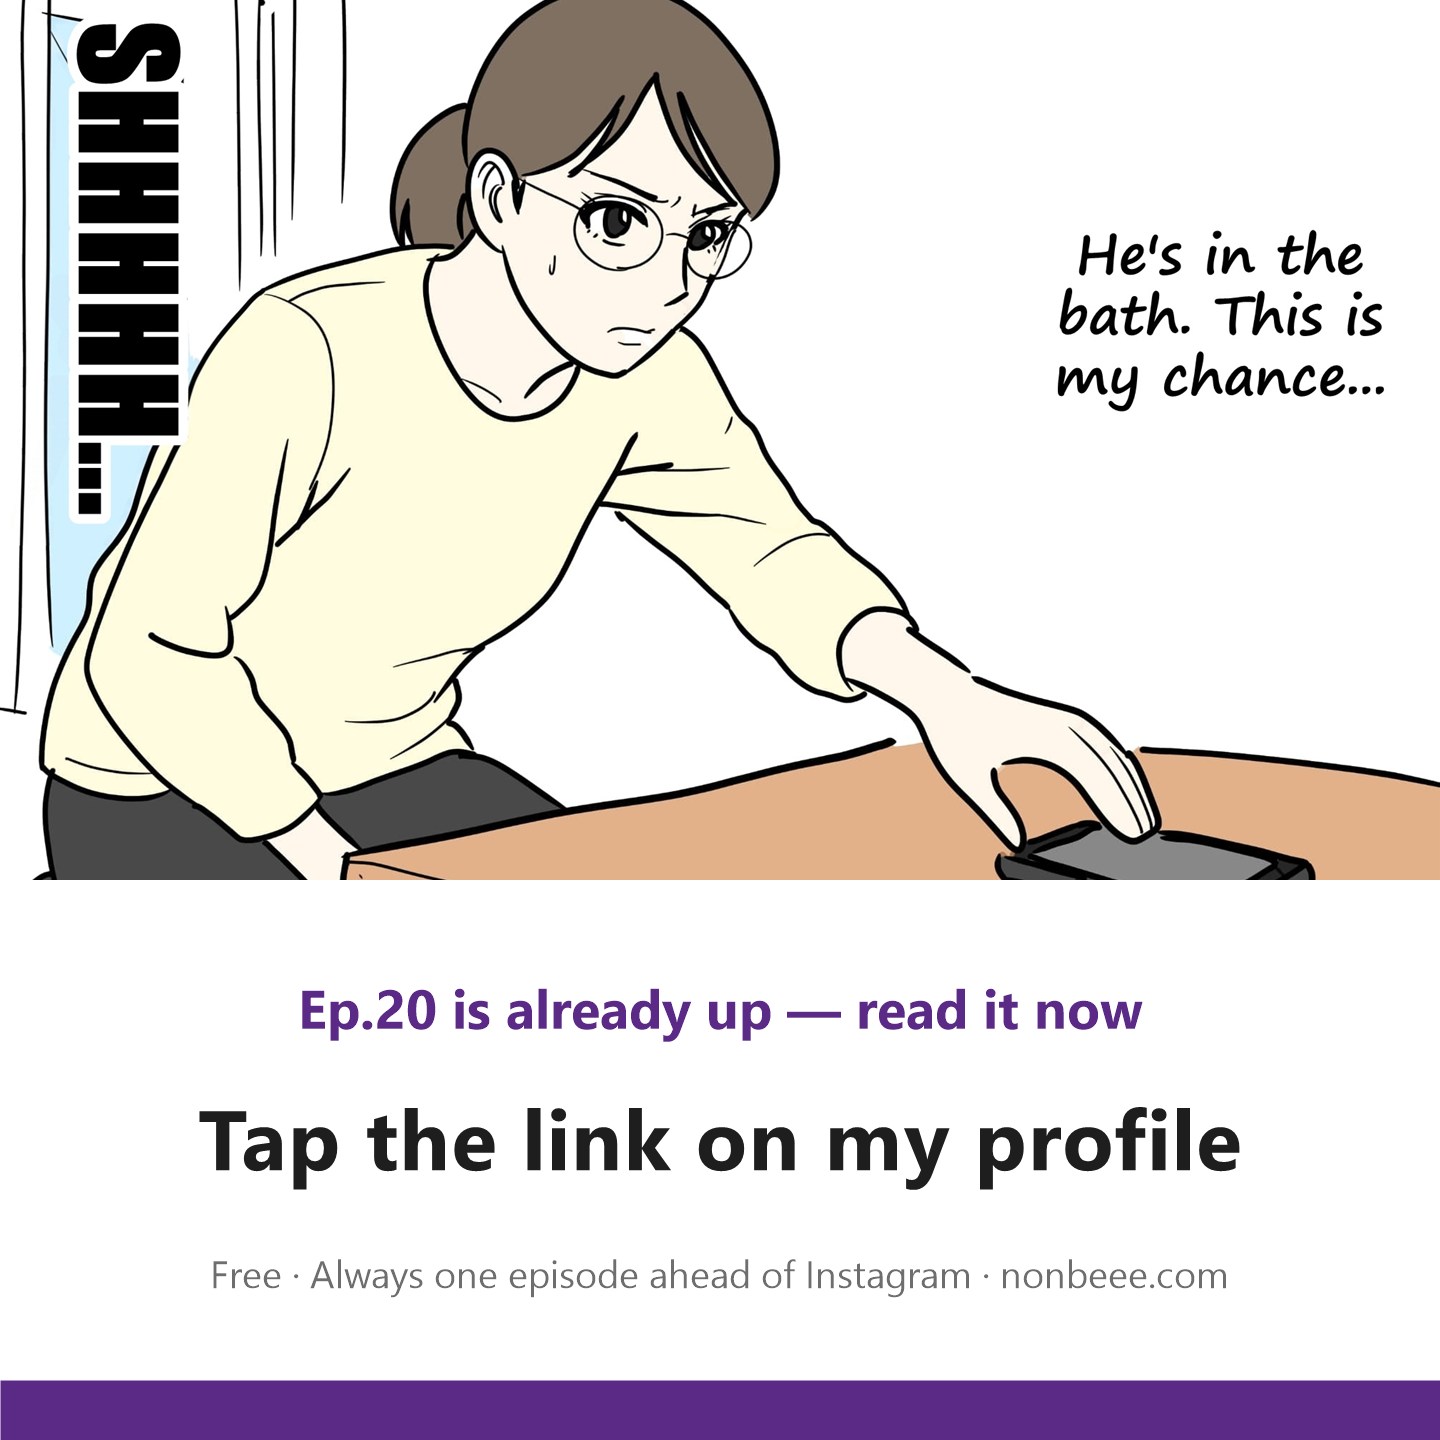 SHHHHH...
He's in the
bath. This is
my chance...
Ep.20 is already up — read it now
Tap the link on my profile
Free · Always one episode ahead of Instagram · nonbeee.com